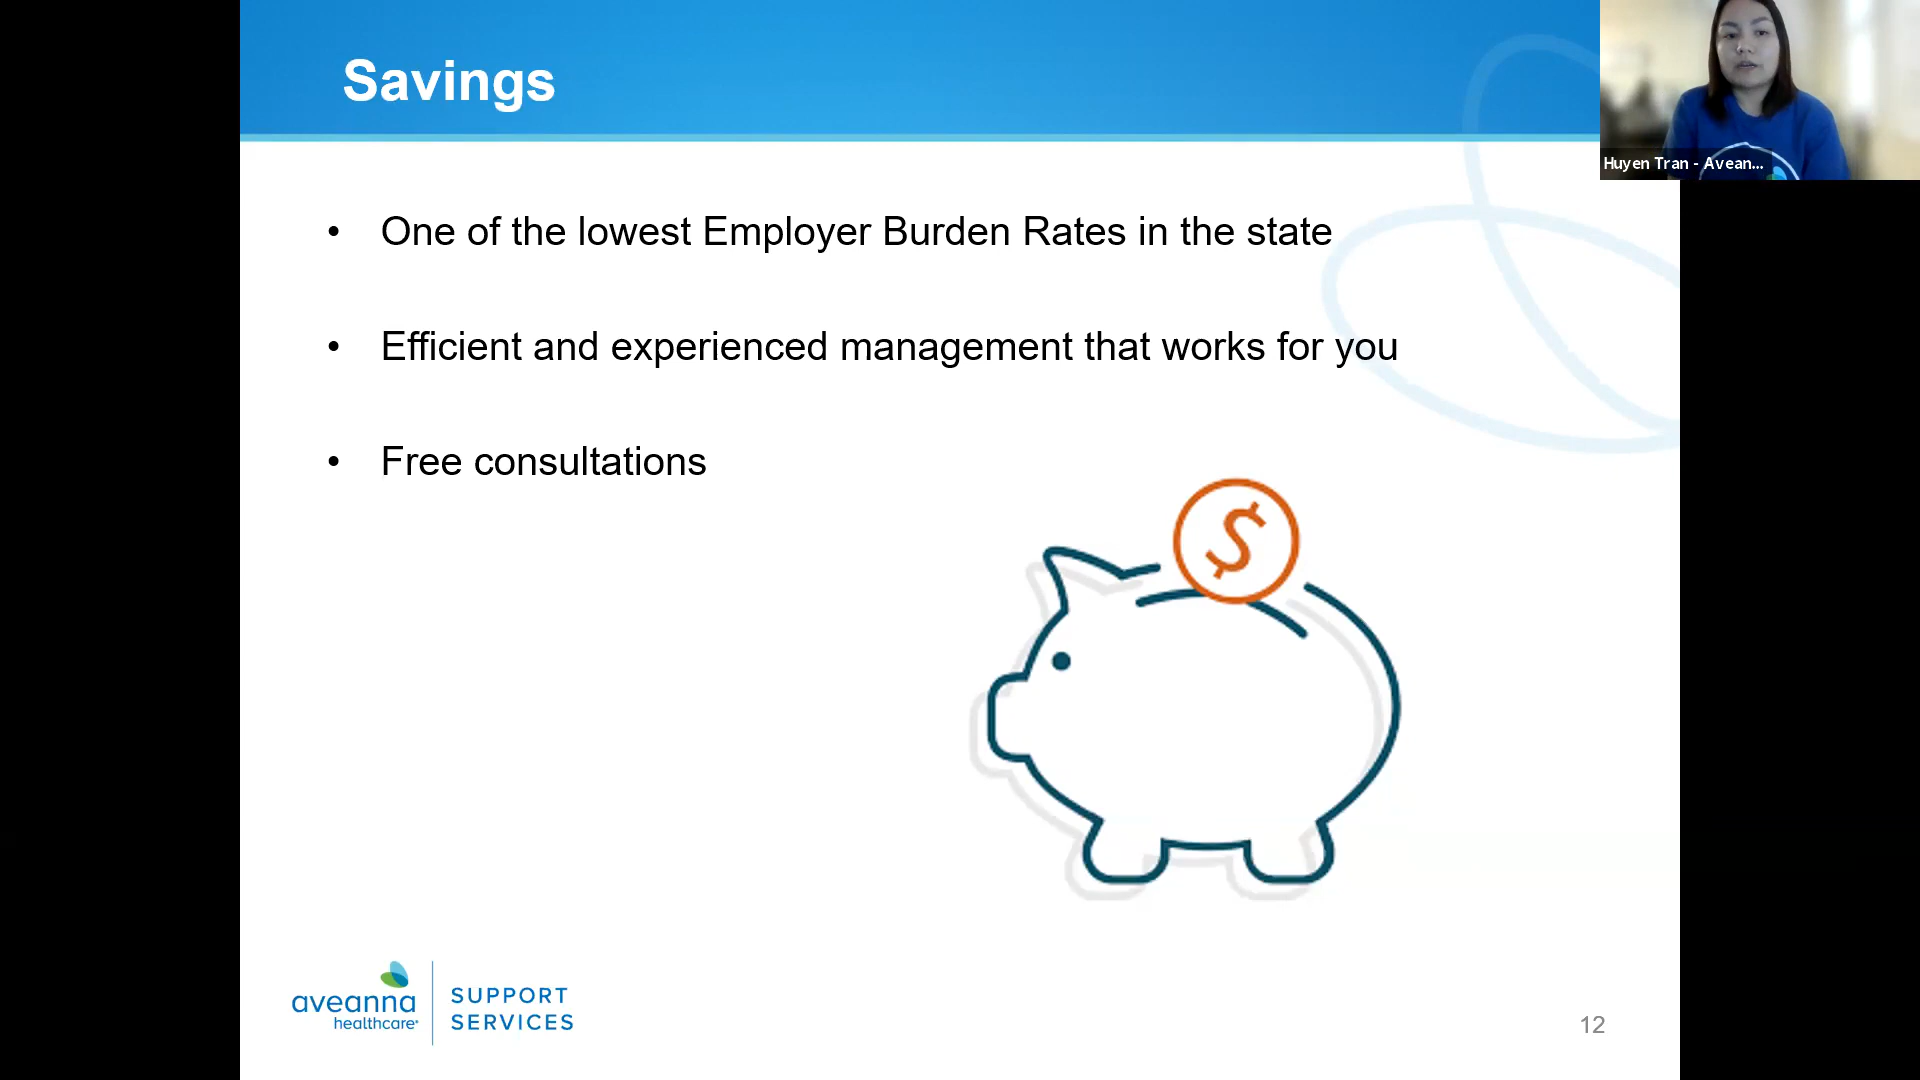 Savings
Huyen Tran - Avean...
• One of the lowest Employer Burden Rates in the state
• Efficient and experienced management that works for you
• Free consultations
$
aveanna
healthcare
SUPPORT
SERVICES
12